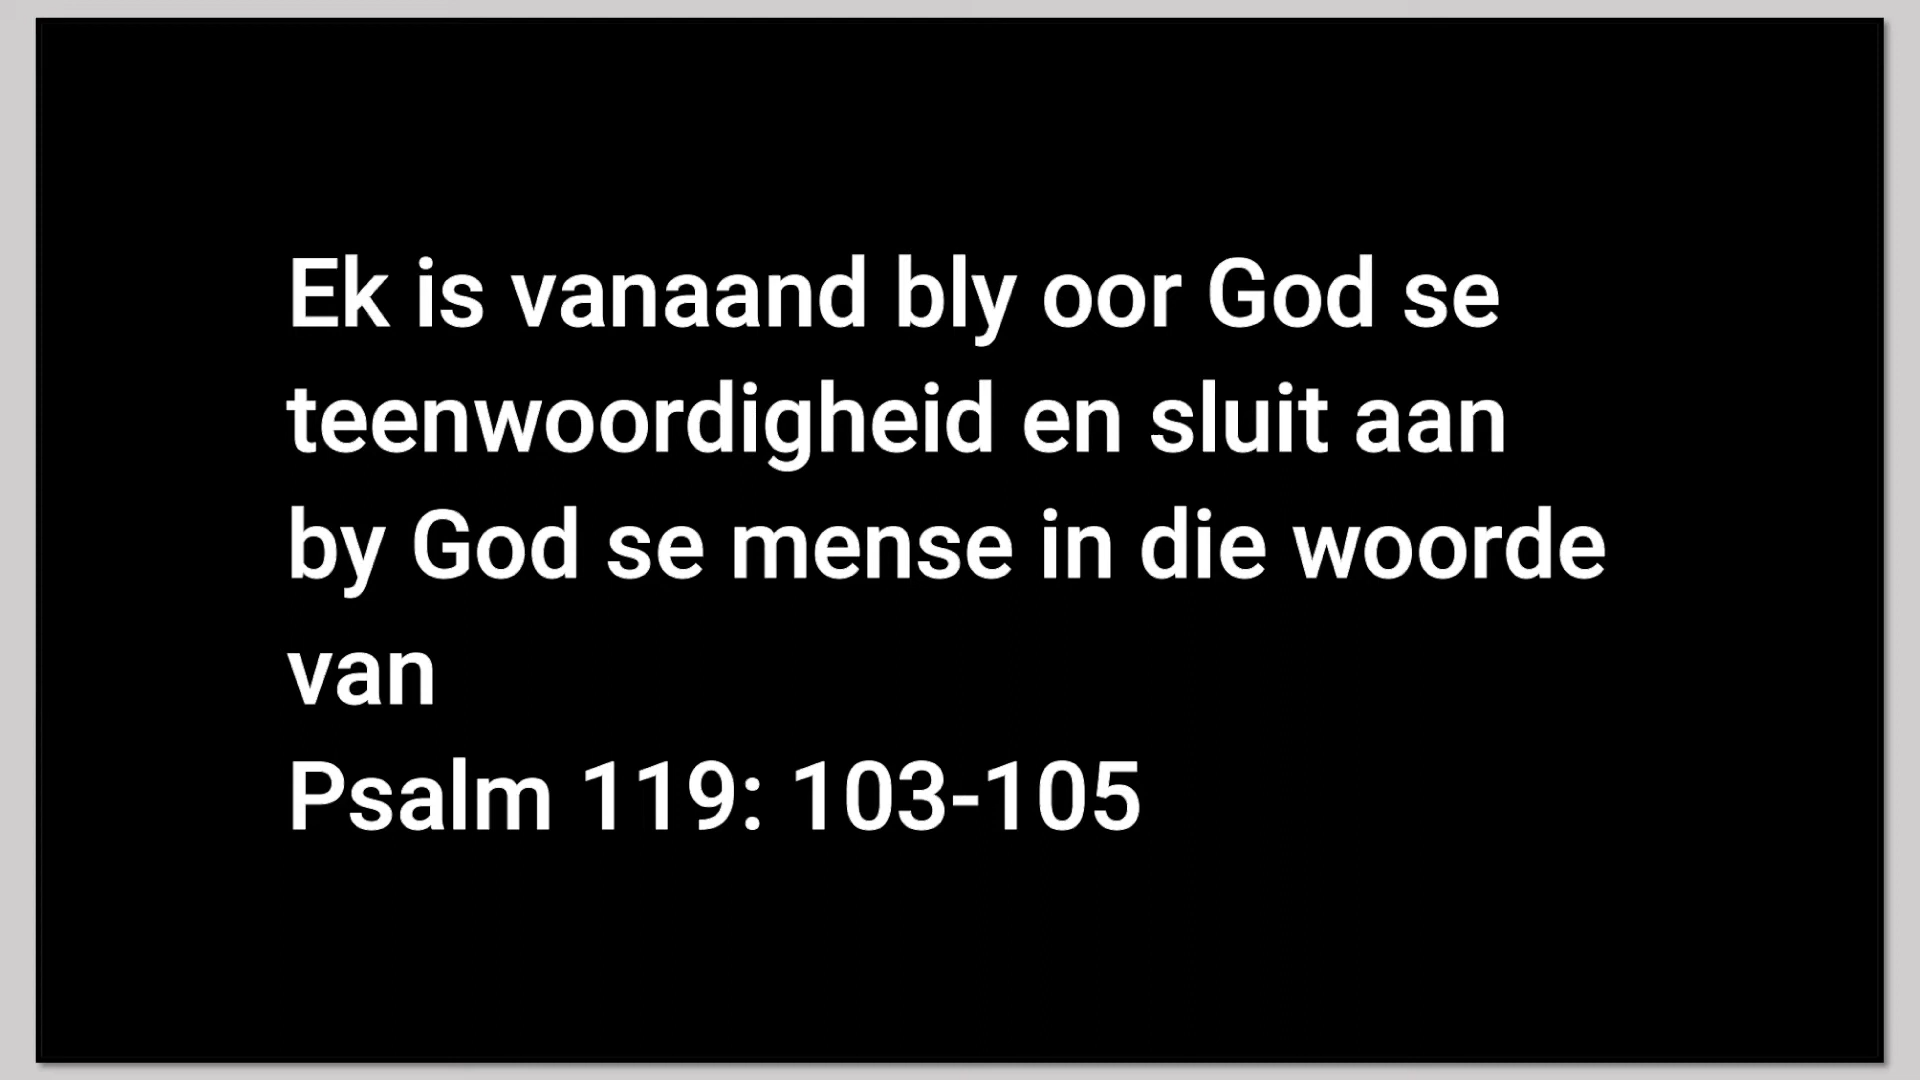 Ek is vanaand bly oor God se
teenwoordigheid en sluit aan
by God se mense in die woorde
van
Psalm 119: 103-105